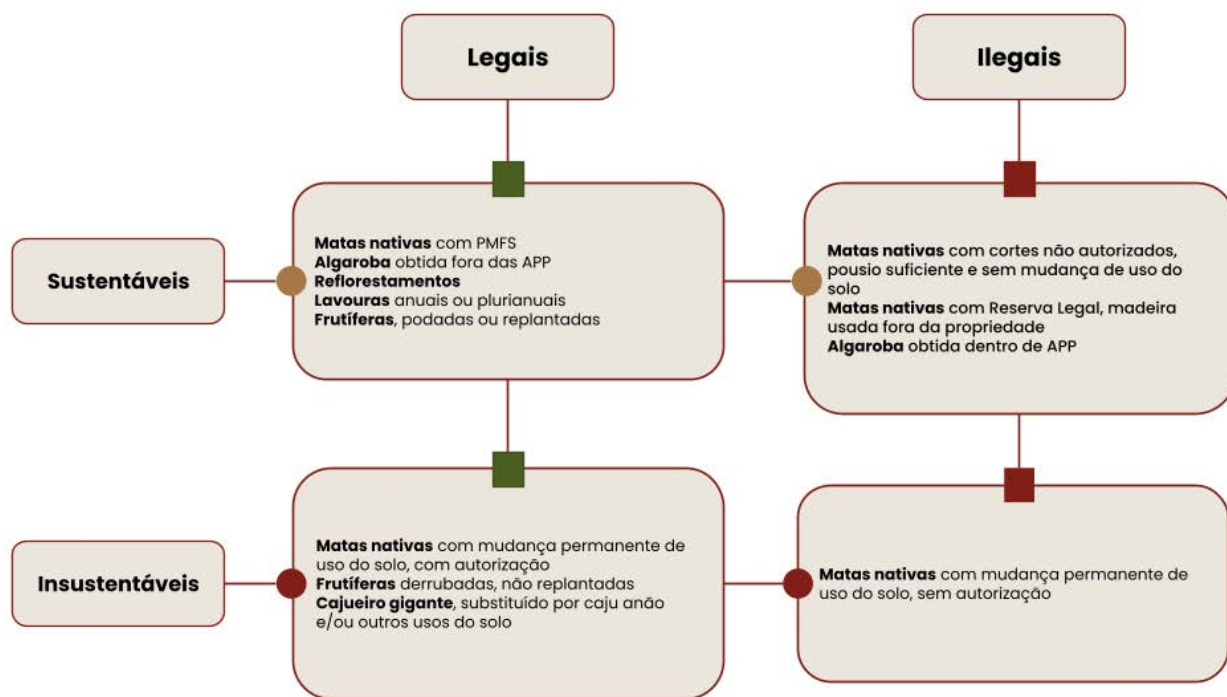 Legais
Ilegais
Sustentáveis
Matas nativas com PMFS
Algaroba obtida fora das APP
Reflorestamentos
Lavouras anuais ou plurianuais
Frutíferas, podadas ou replantadas
Matas nativas com cortes não autorizados,
pousio suficiente e sem mudança de uso do
solo
Matas nativas com Reserva Legal, madeira
usada fora da propriedade
Algaroba obtida dentro de APP
Insustentáveis
Matas nativas com mudança permanente de
uso do solo, com autorização
Frutíferas derrubadas, não replantadas
Cajueiro gigante, substituído por caju anão
e/ou outros usos do solo
Matas nativas com mudança permanente de
uso do solo, sem autorização